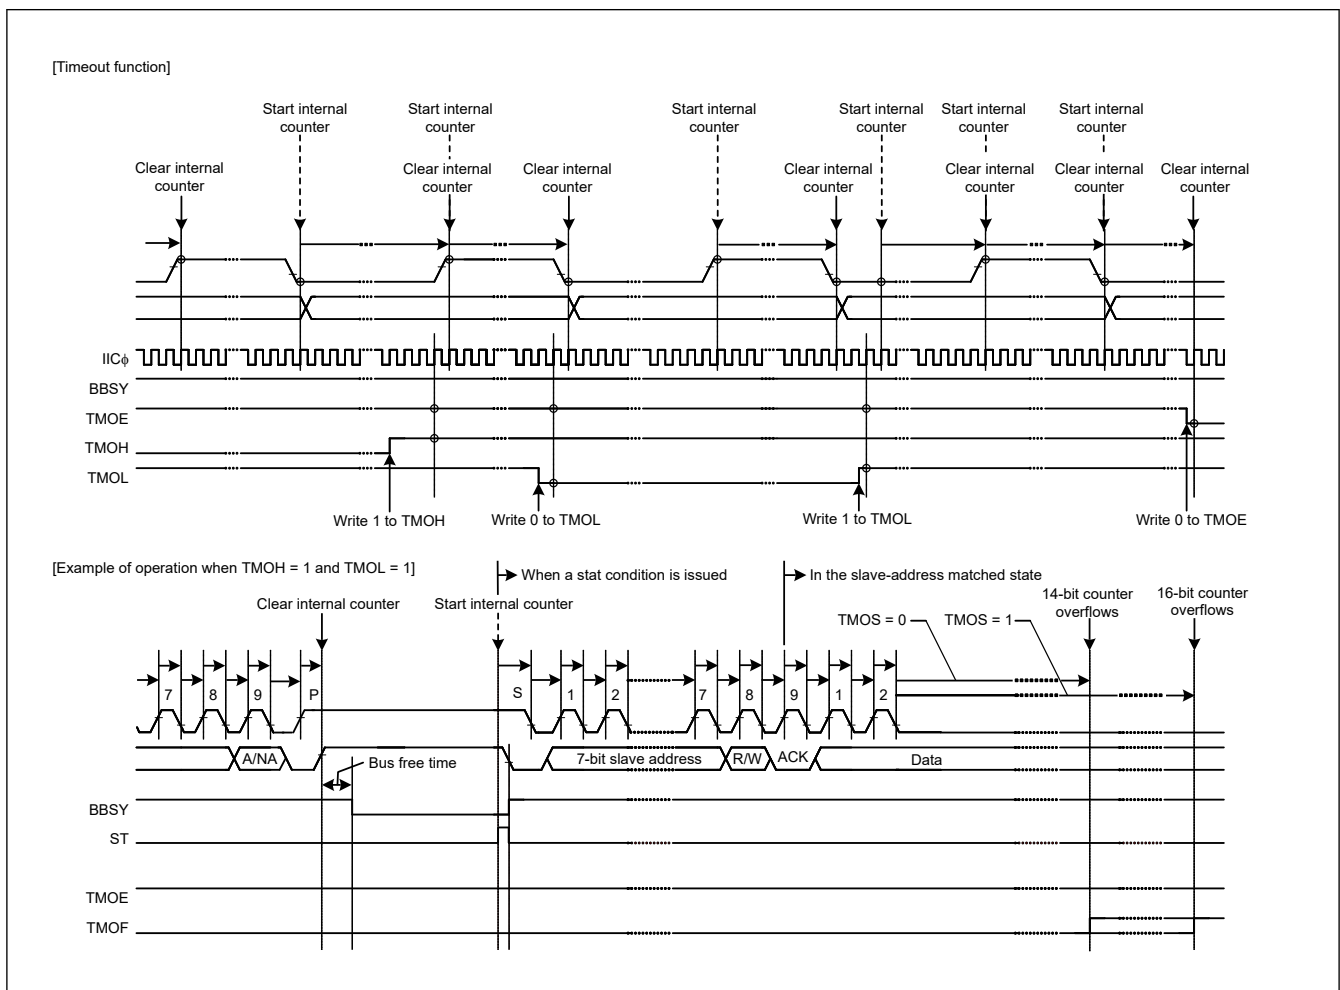 [Timeout function]
Start internal
counter
Start internal
counter
Start internal
counter
Start internal
counter
Start internal
counter
Start internal
counter
Clear internal
counter
Clear internal
counter
Clear internal
counter
Clear internal
counter
Clear internal
counter
Clear internal
counter
Clear internal
counter
IICϕ
BBSY
TMOE
TMOH
TMOL
Write 1 to TMOH
Write 0 to TMOL
Write 1 to TMOL
Write 0 to TMOE
[Example of operation when TMOH = 1 and TMOL = 1]
When a stat condition is issued
In the slave-address matched state
Clear internal counter
Start internal counter
14-bit counter
overflows
16-bit counter
overflows
TMOS = 0
TMOS = 1
7 8 9 P S 1 2 7 8 9 1 2
A/NA
Bus free time
7-bit slave address
R/W
ACK
Data
BBSY
ST
TMOE
TMOF